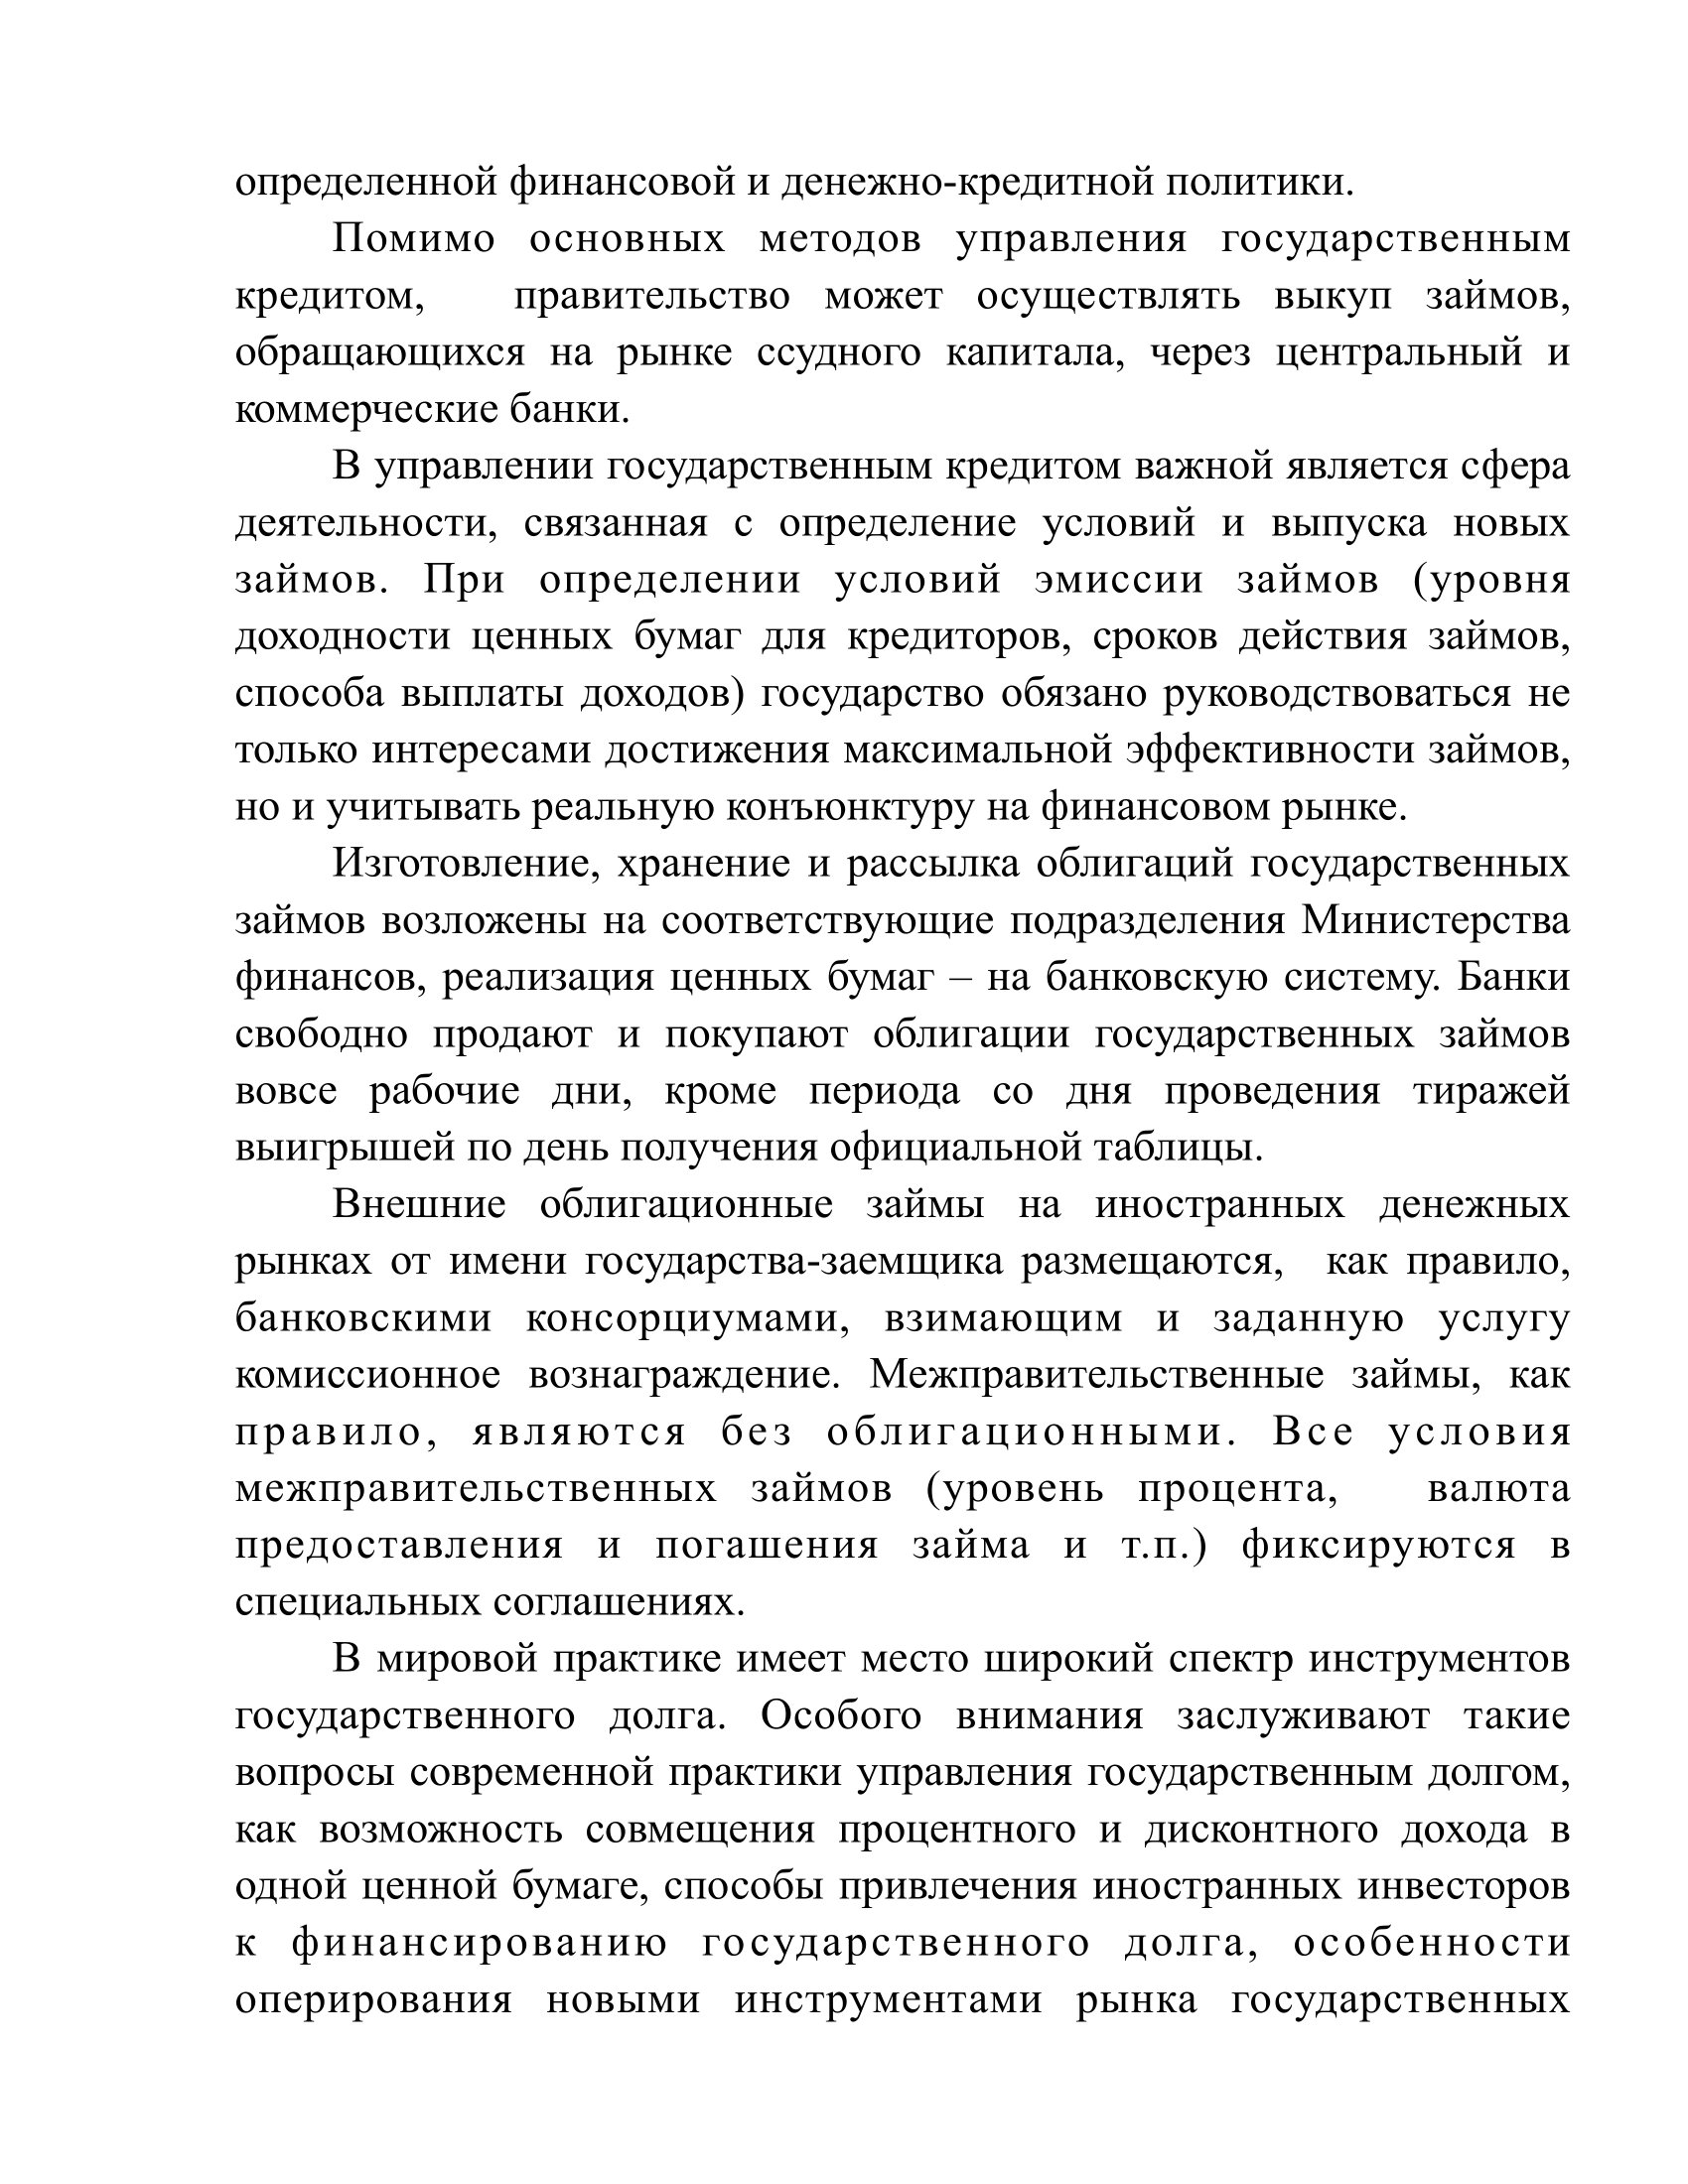 определенной финансовой и денежно-кредитной политики.
Помимо основных методов управления государственным
кредитом, правительство может осуществлять выкуп займов,
обращающихся на рынке ссудного капитала, через центральный и
коммерческие банки.
В управлении государственным кредитом важной является сфера
деятельности, связанная с определение условий и выпуска новых
займов. При определении условий эмиссии займов (уровня
доходности ценных бумаг для кредиторов, сроков действия займов,
способа выплаты доходов) государство обязано руководствоваться не
только интересами достижения максимальной эффективности займов,
но и учитывать реальную конъюнктуру на финансовом рынке.
Изготовление, хранение и рассылка облигаций государственных
займов возложены на соответствующие подразделения Министерства
финансов, реализация ценных бумаг – на банковскую систему. Банки
свободно продают и покупают облигации государственных займов
вовсе рабочие дни, кроме периода со дня проведения тиражей
выигрышей по день получения официальной таблицы.
Внешние облигационные займы на иностранных денежных
рынках от имени государства-заемщика размещаются, как правило,
банковскими консорциумами, взимающим и заданную услугу
комиссионное вознаграждение. Межправительственные займы, как
правило, являются без облигационными. Все условия
межправительственных займов (уровень процента, валюта
предоставления и погашения займа и т.п.) фиксируются в
специальных соглашениях.
В мировой практике имеет место широкий спектр инструментов
государственного долга. Особого внимания заслуживают такие
вопросы современной практики управления государственным долгом,
как возможность совмещения процентного и дисконтного дохода в
одной ценной бумаге, способы привлечения иностранных инвесторов
к финансированию государственного долга, особенности
оперирования новыми инструментами рынка государственных